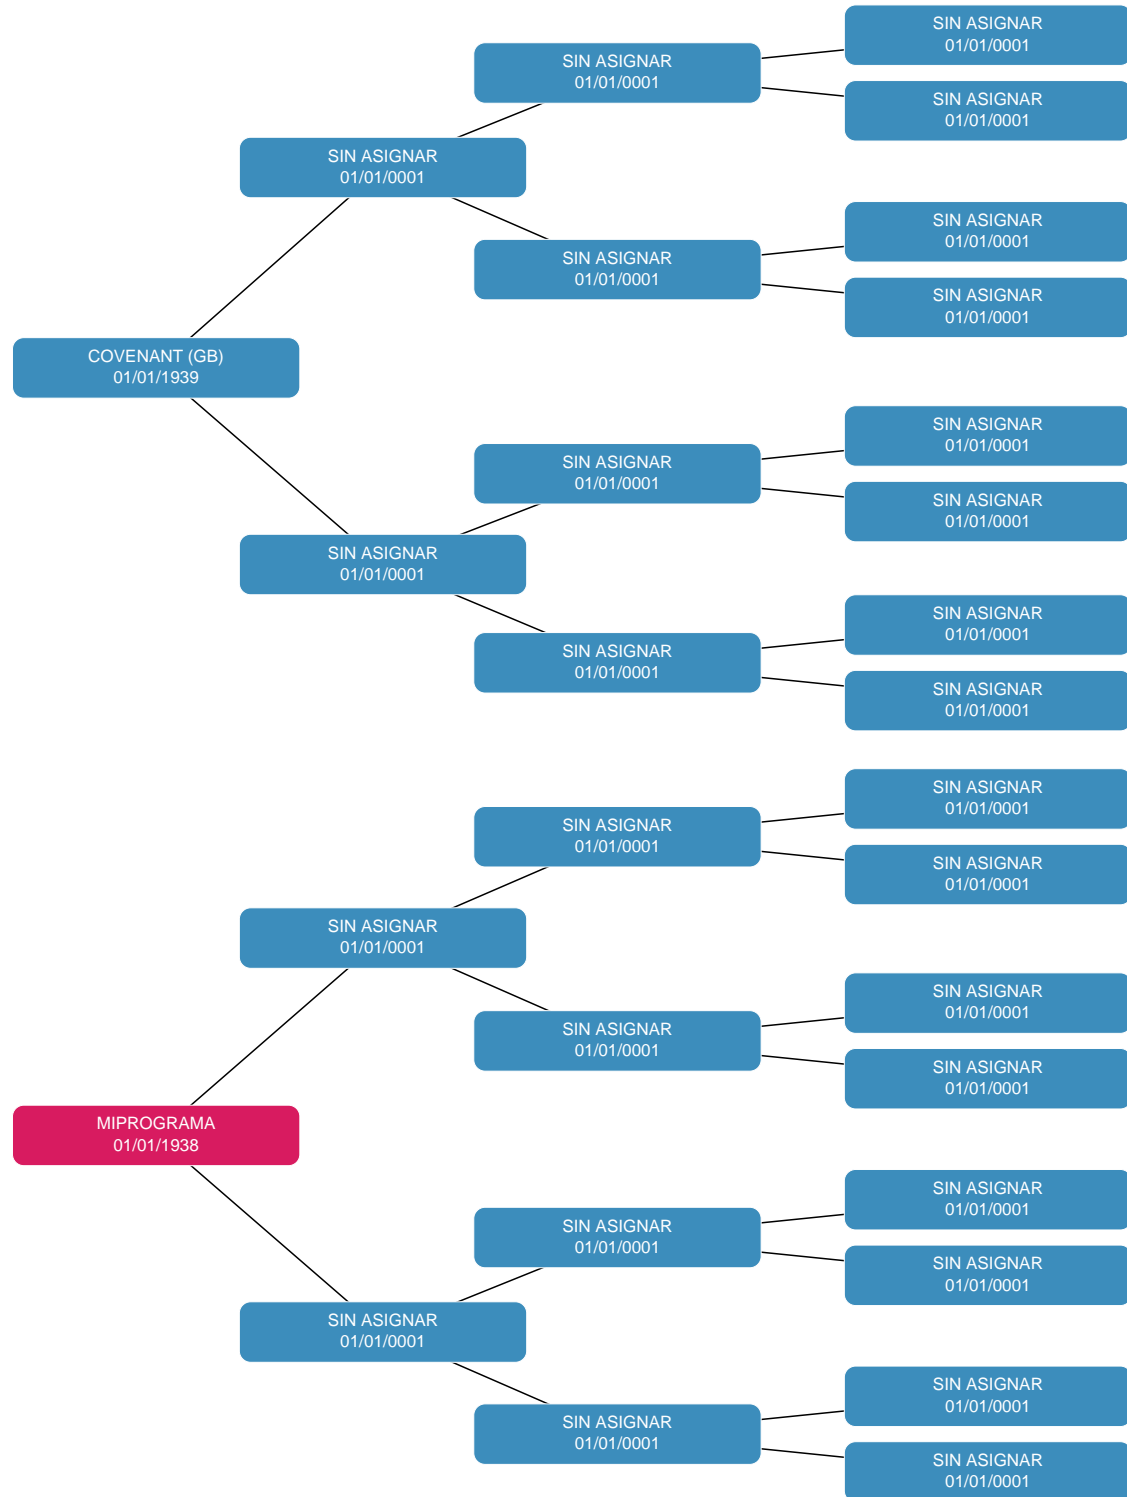 SIN ASIGNAR
01/01/0001
SIN ASIGNAR
01/01/0001
SIN ASIGNAR
01/01/0001
SIN ASIGNAR
01/01/0001
SIN ASIGNAR
01/01/0001
SIN ASIGNAR
01/01/0001
SIN ASIGNAR
01/01/0001
COVENANT (GB)
01/01/1939
SIN ASIGNAR
01/01/0001
SIN ASIGNAR
01/01/0001
SIN ASIGNAR
01/01/0001
SIN ASIGNAR
01/01/0001
SIN ASIGNAR
01/01/0001
SIN ASIGNAR
01/01/0001
SIN ASIGNAR
01/01/0001
SIN ASIGNAR
01/01/0001
SIN ASIGNAR
01/01/0001
SIN ASIGNAR
01/01/0001
SIN ASIGNAR
01/01/0001
SIN ASIGNAR
01/01/0001
SIN ASIGNAR
01/01/0001
SIN ASIGNAR
01/01/0001
MIPROGRAMA
01/01/1938
SIN ASIGNAR
01/01/0001
SIN ASIGNAR
01/01/0001
SIN ASIGNAR
01/01/0001
SIN ASIGNAR
01/01/0001
SIN ASIGNAR
01/01/0001
SIN ASIGNAR
01/01/0001
SIN ASIGNAR
01/01/0001